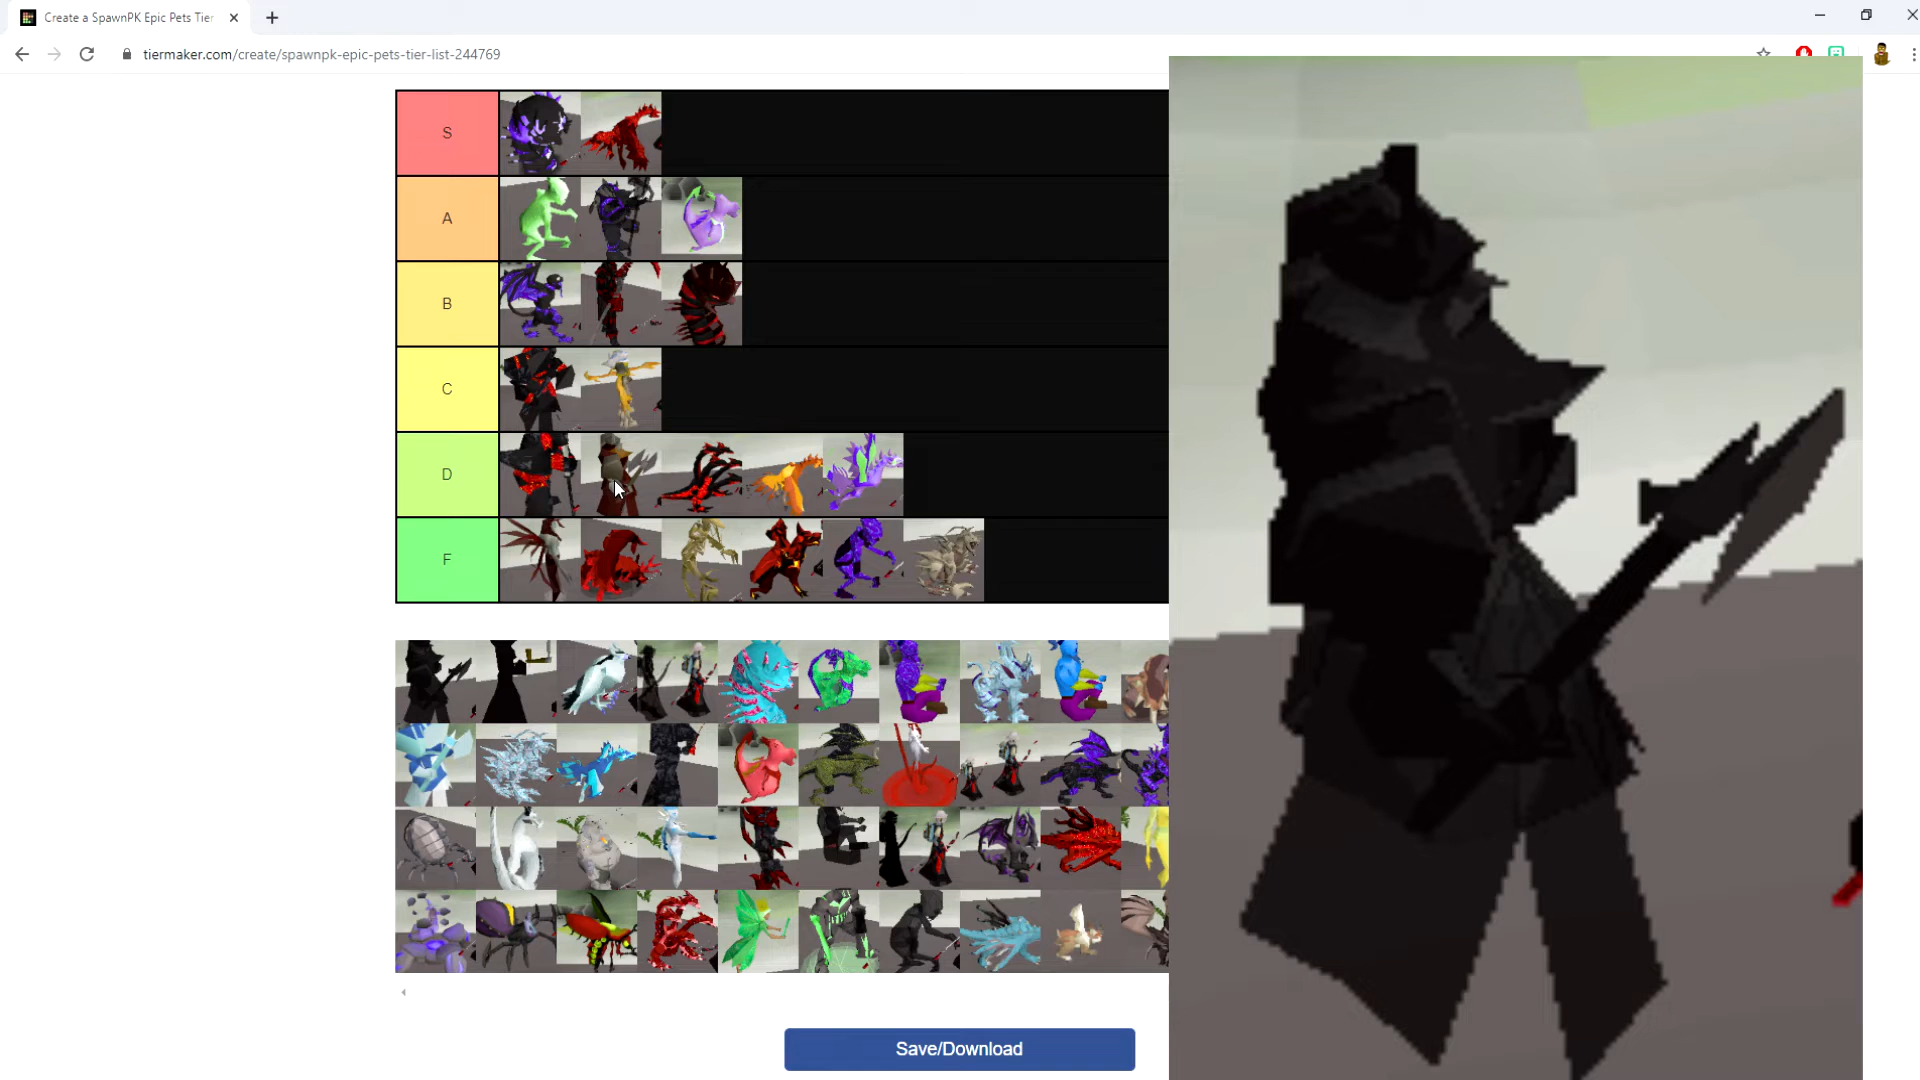 Create a SpawnPK Epic Pets Tier
tiermaker.com/create/spawnpk-epic-pets-tier-list-244769
S
A
B
C
D
F
Save/Download